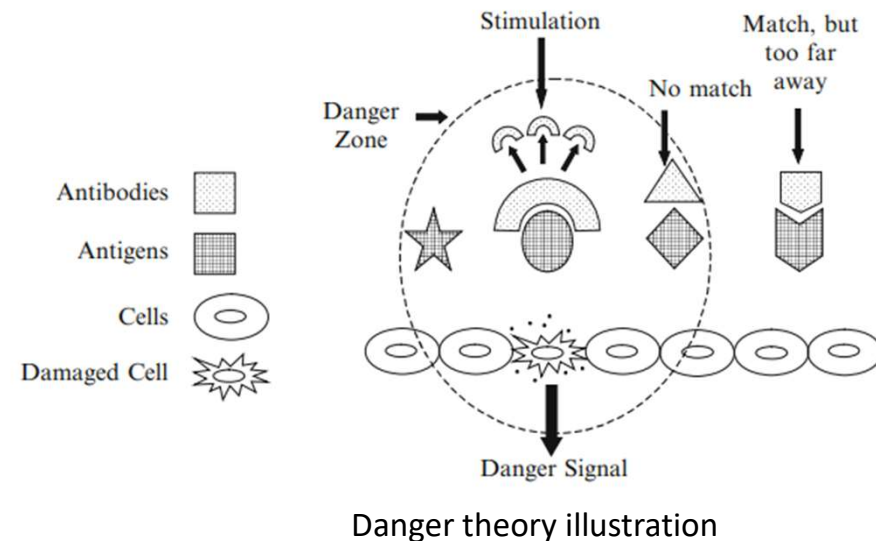 Stimulation
Match, but
too far
away
No match
Danger
Zone
Antibodies
Antigens
Cells
Damaged Cell
Danger Signal
Danger theory illustration